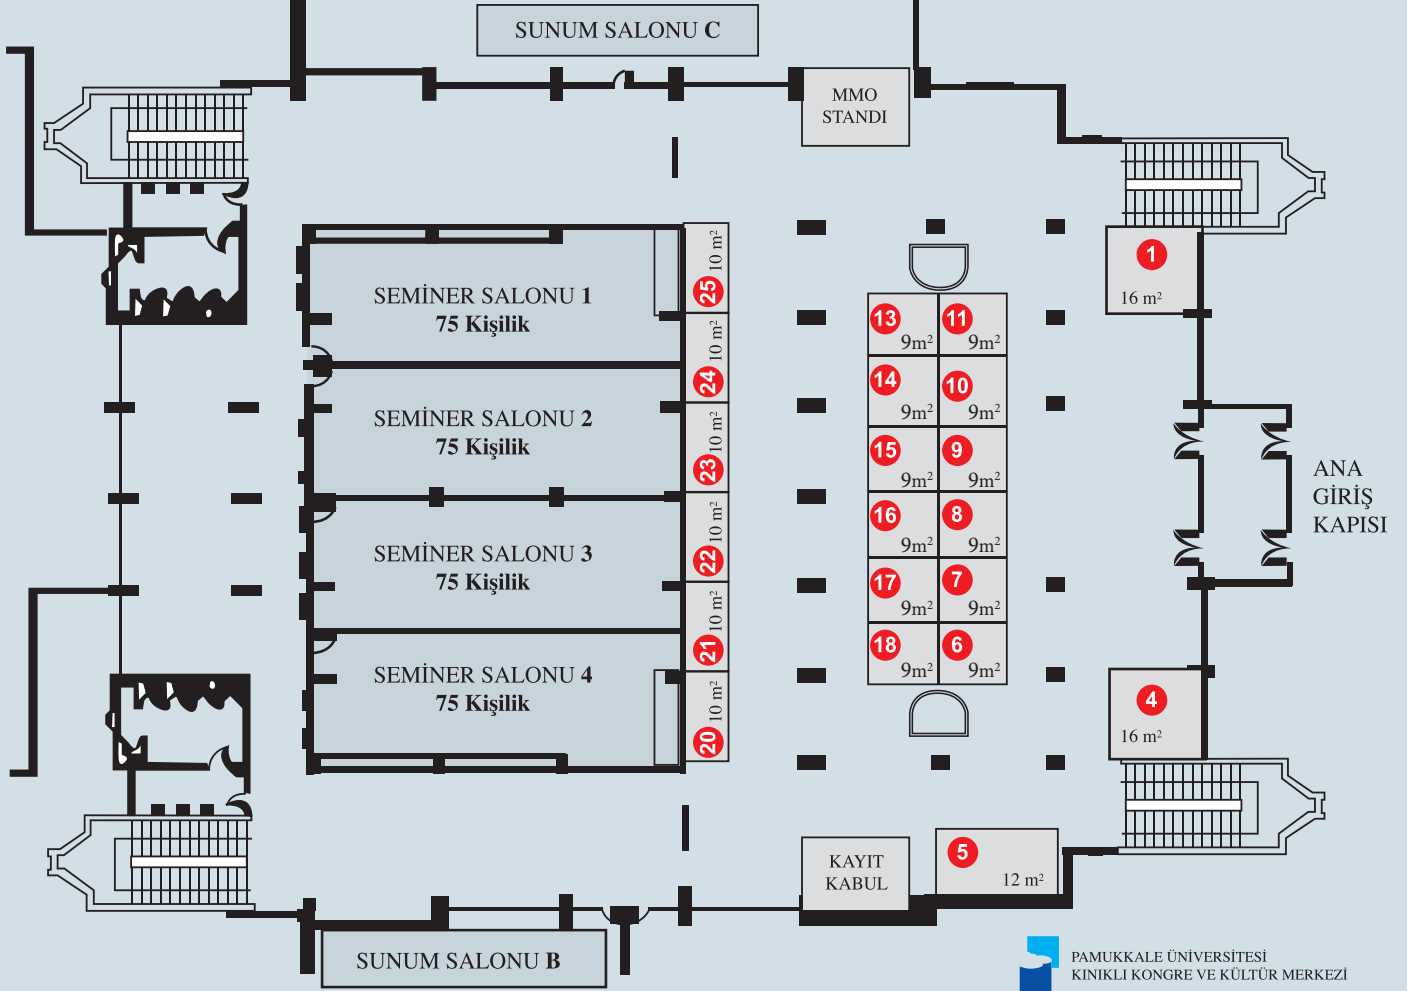 SUNUM SALONU C
MMO
STANDI
1
16 m²
SEMİNER SALONU 1
75 Kişilik
25 10 m²
24 10 m²
SEMİNER SALONU 2
75 Kişilik
23 10 m²
SEMİNER SALONU 3
75 Kişilik
22 10 m²
21 10 m²
SEMİNER SALONU 4
75 Kişilik
20 10 m²
13
9m²
11
9m²
14
9m²
10
9m²
15
9m²
9
9m²
16
9m²
8
9m²
17
9m²
7
9m²
18
9m²
6
9m²
ANA
GİRİŞ
KAPISI
4
16 m²
KAYIT
KABUL
5
12 m²
SUNUM SALONU B
PAMUKKALE ÜNİVERSİTESİ
KINIKLI KONGRE VE KÜLTÜR MERKEZİ